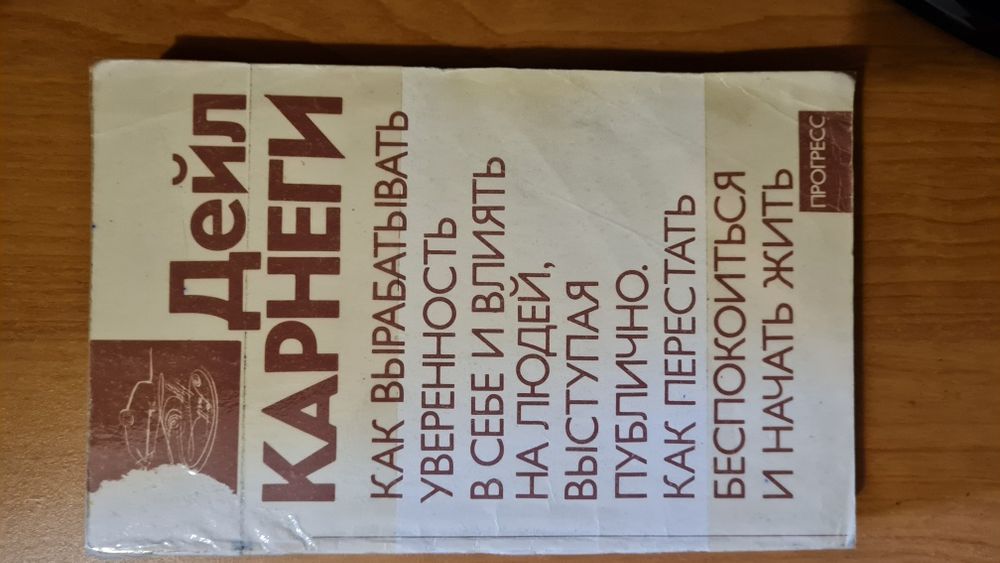 Дейл
КАРНЕГИ
КАК ВЫРАБАТЫВАТЬ
УВЕРЕННОСТЬ
В СЕБЕ И ВЛИЯТЬ
НА ЛЮДЕЙ,
ВЫСТУПАЯ
ПУБЛИЧНО.
КАК ПЕРЕСТАТЬ
БЕСПОКОИТЬСЯ
И НАЧАТЬ ЖИТЬ
ПРОГРЕСС